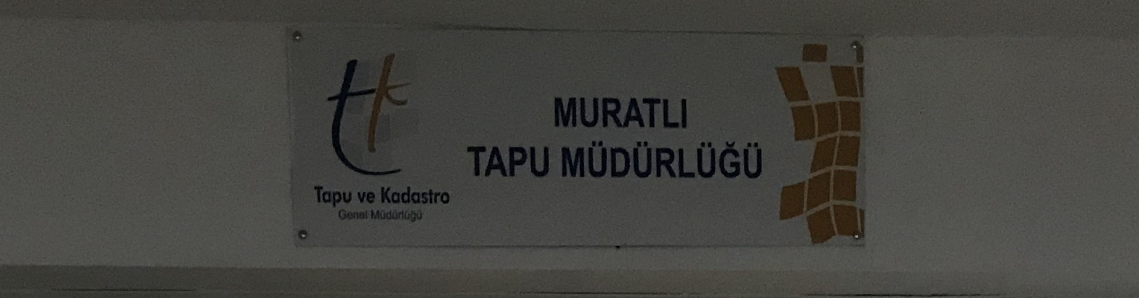 MURATLI
TAPU MÜDÜRLÜĞÜ
Tapu ve Kadastro
Genel Müdürlüğü